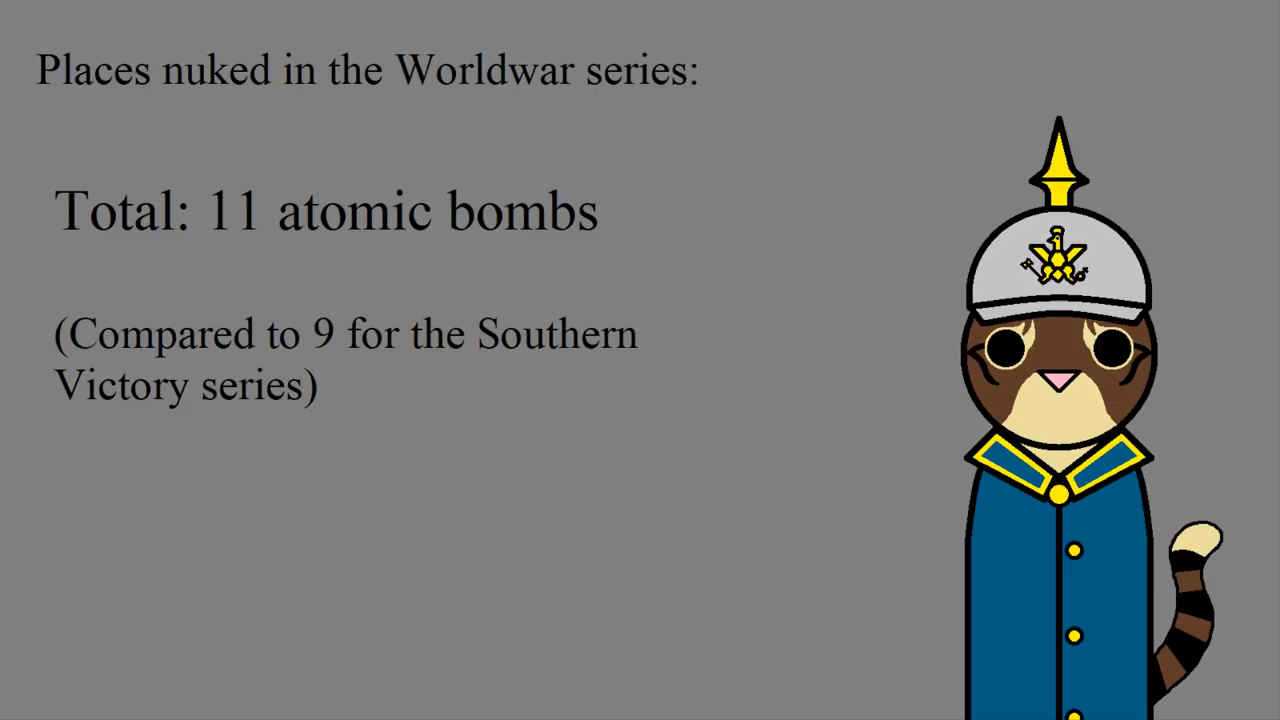 Places nuked in the Worldwar series:
Total: 11 atomic bombs
(Compared to 9 for the Southern
Victory series)